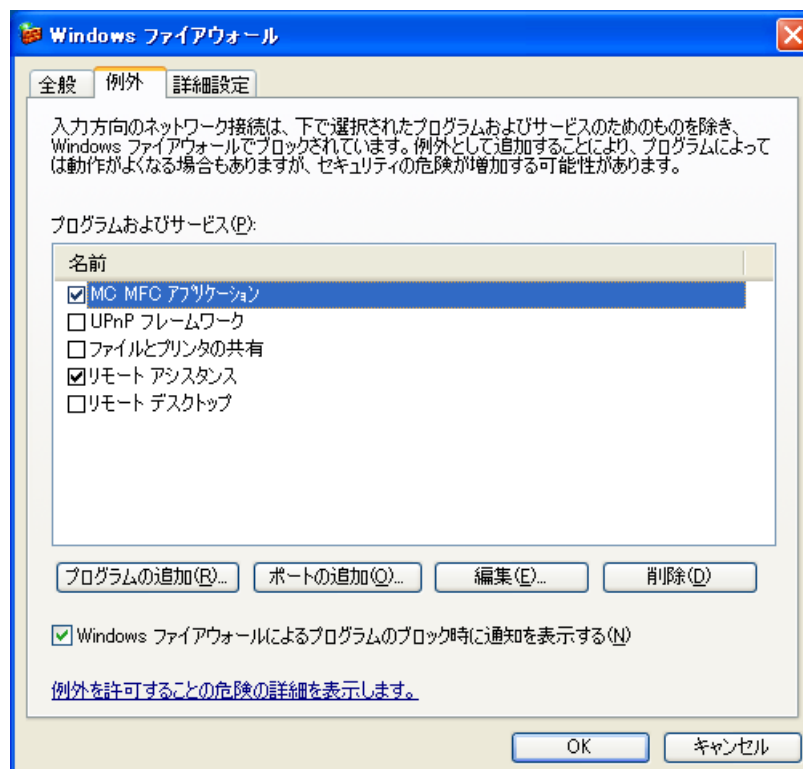 Windows ファイアウォール
全般 例外 詳細設定
入力方向のネットワーク接続は、下で選択されたプログラムおよびサービスのためのものを除き、
Windows ファイアウォールでブロックされています。例外として追加することにより、プログラムによって
は動作がよくなる場合もありますが、セキュリティの危険が増加する可能性があります。
プログラムおよびサービス(P):
名前
MC MFC アプリケーション
UPnP フレームワーク
ファイルとプリンタの共有
リモート アシスタンス
リモート デスクトップ
プログラムの追加(R)... ポートの追加(O)... 編集(E)... 削除(D)
Windows ファイアウォールによるプログラムのブロック時に通知を表示する(N)
例外を許可することの危険の詳細を表示します。
OK キャンセル